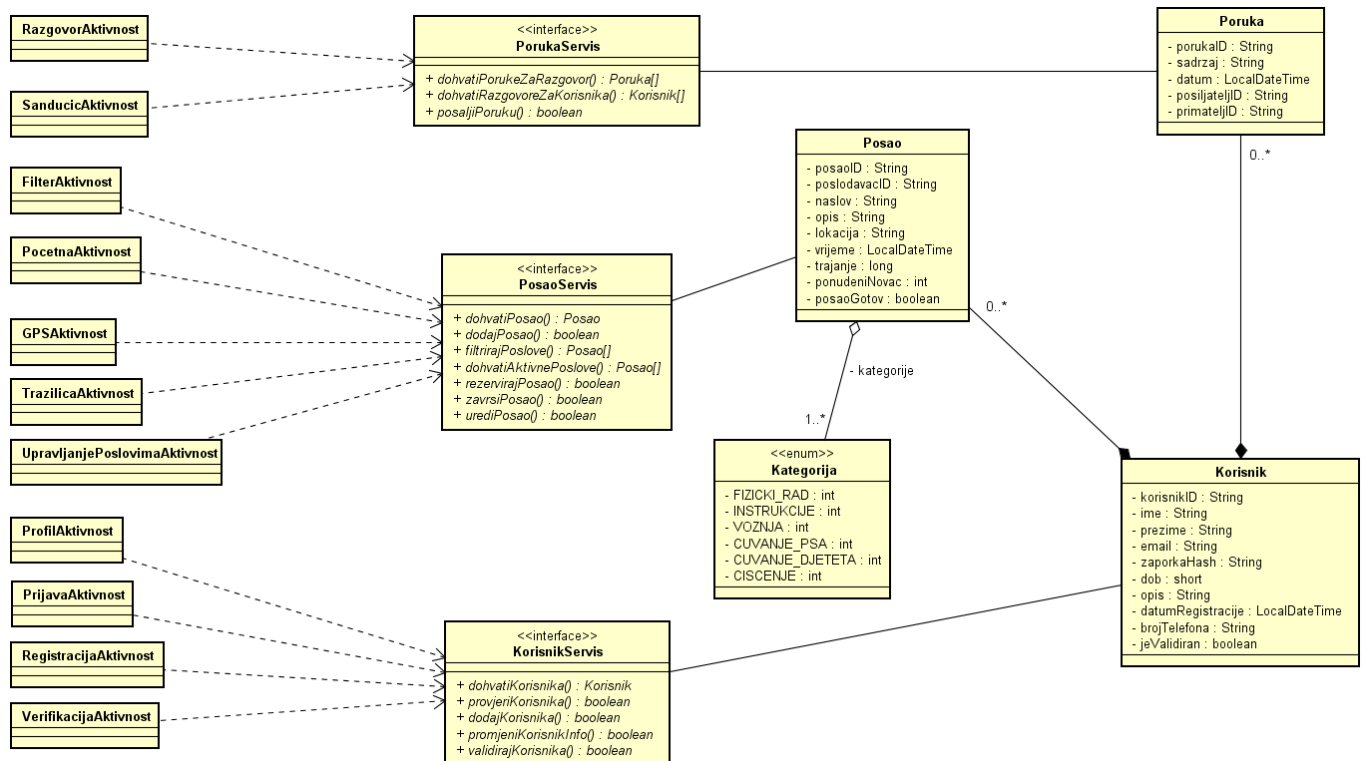 RazgovorAktivnost
SanducicAktivnost
FilterAktivnost
PocetnaAktivnost
GPSAktivnost
TrazilicaAktivnost
UpravljanjePoslovimaAktivnost
ProfilAktivnost
PrijavaAktivnost
RegistracijaAktivnost
VerifikacijaAktivnost
<<interface>>
PorukaServis
+ dohvatiPorukeZaRazgovor() : Poruka[]
+ dohvatiRazgovoreZaKorisnika() : Korisnik[]
+ posaljiPoruku() : boolean
<<interface>>
PosaoServis
+ dohvatiPosao() : Posao
+ dodajPosao() : boolean
+ filtrirajPoslove() : Posao[]
+ dohvatiAktivnePoslove() : Posao[]
+ rezervirajPosao() : boolean
+ zavrsiPosao() : boolean
+ urediPosao() : boolean
<<interface>>
KorisnikServis
+ dohvatiKorisnika() : Korisnik
+ provjeriKorisnika() : boolean
+ dodajKorisnika() : boolean
+ promjeniKorisnikInfo() : boolean
+ validirajKorisnika() : boolean
Posao
- posaoID : String
- poslodavacID : String
- naslov : String
- opis : String
- lokacija : String
- vrijeme : LocalDateTime
- trajanje : long
- ponudeniNovac : int
- posaoGotov : boolean
0..*
- kategorije
1..*
<<enum>>
Kategorija
- FIZICKI_RAD : int
- INSTRUKCIJE : int
- VOZNJA : int
- CUVANJE_PSA : int
- CUVANJE_DJETETA : int
- CISCENJE : int
Poruka
- porukaID : String
- sadrzaj : String
- datum : LocalDateTime
- posiljateljID : String
- primateljID : String
0..*
Korisnik
- korisnikID : String
- ime : String
- prezime : String
- email : String
- zaporkaHash : String
- dob : short
- opis : String
- datumRegistracije : LocalDateTime
- brojTelefona : String
- jeValidiran : boolean